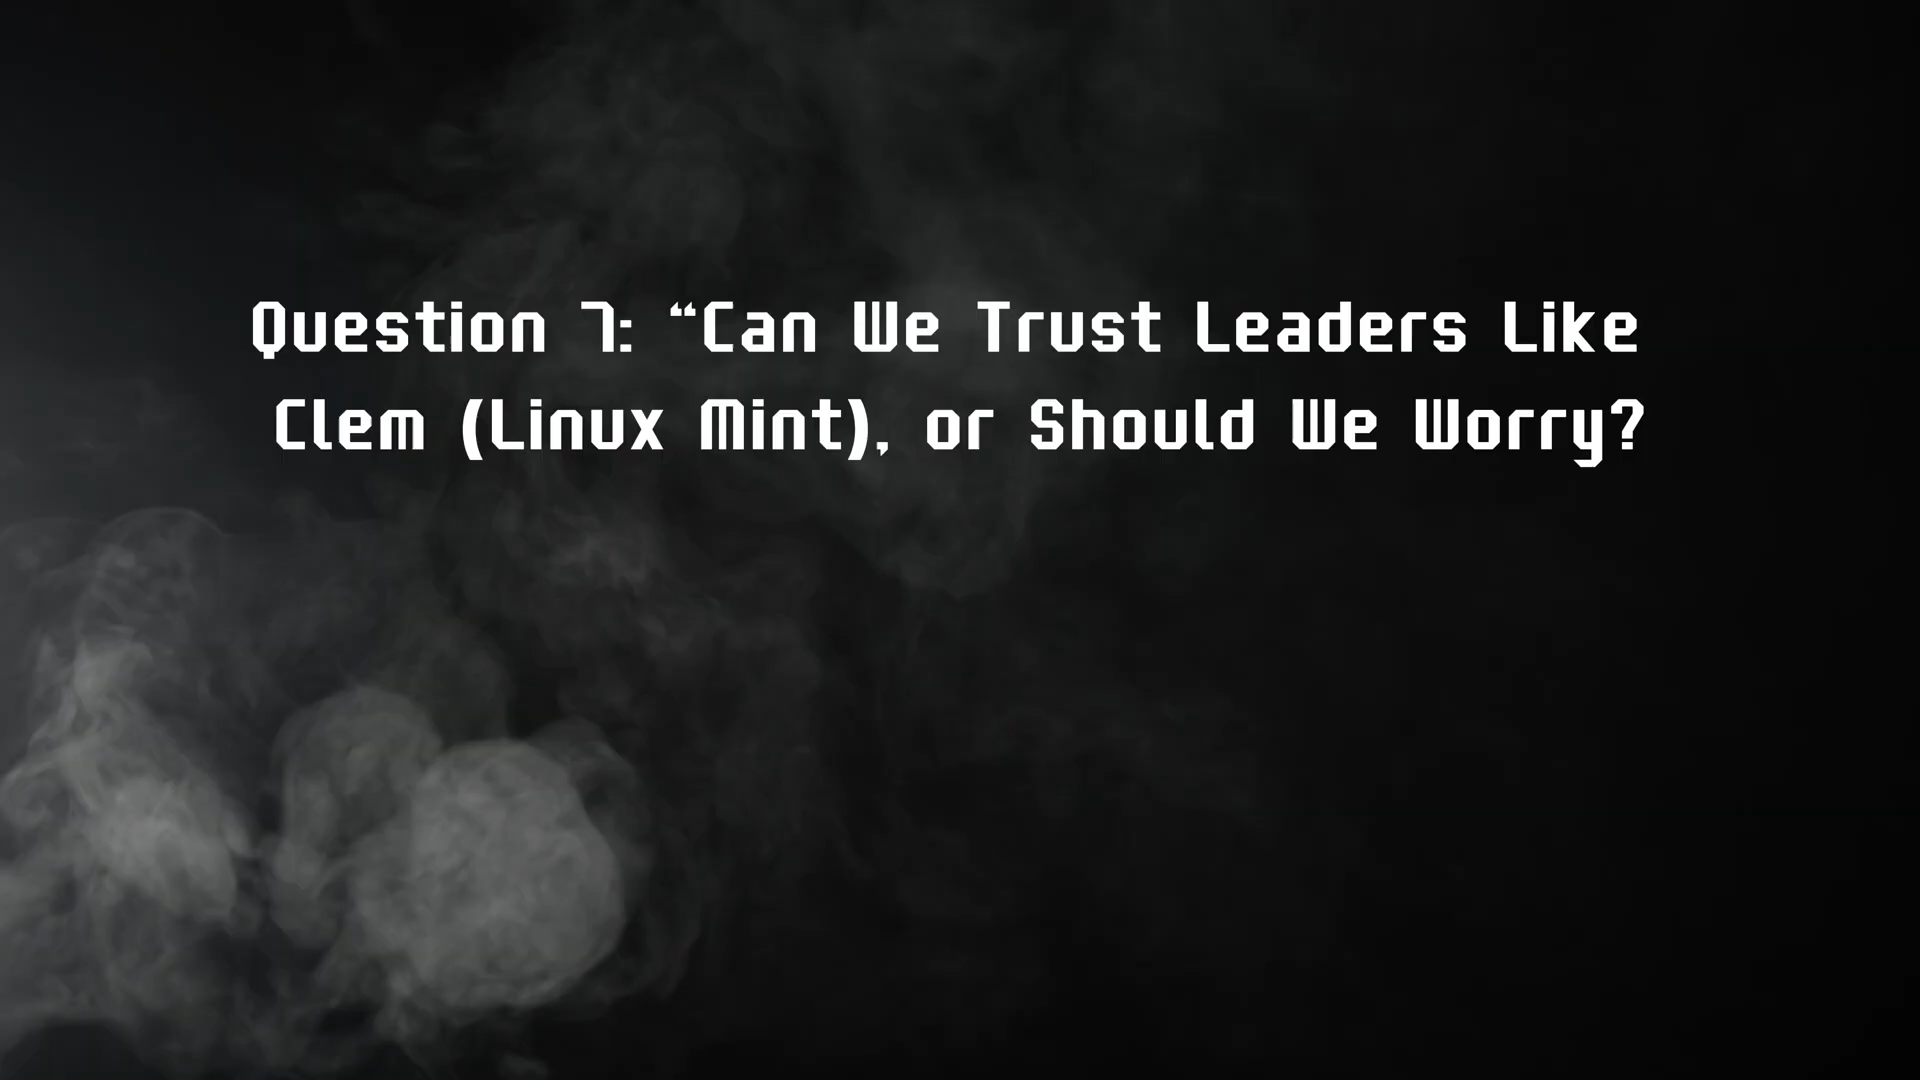 Question 7: “Can We Trust Leaders Like
Clem (Linux Mint), or Should We Worry?